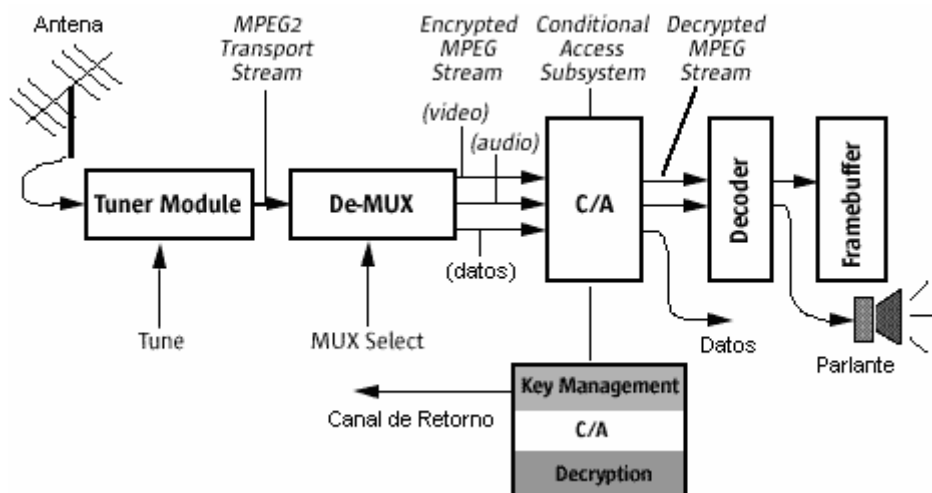 Antena
MPEG2
Transport
Stream
Encrypted
MPEG
Stream
Conditional
Access
Subsystem
Decrypted
MPEG
Stream
(video)
(audio)
Tuner Module
De-MUX
C/A
Decoder
Framebuffer
(datos)
Tune
MUX Select
Datos
Parlante
Canal de Retorno
Key Management
C/A
Decryption